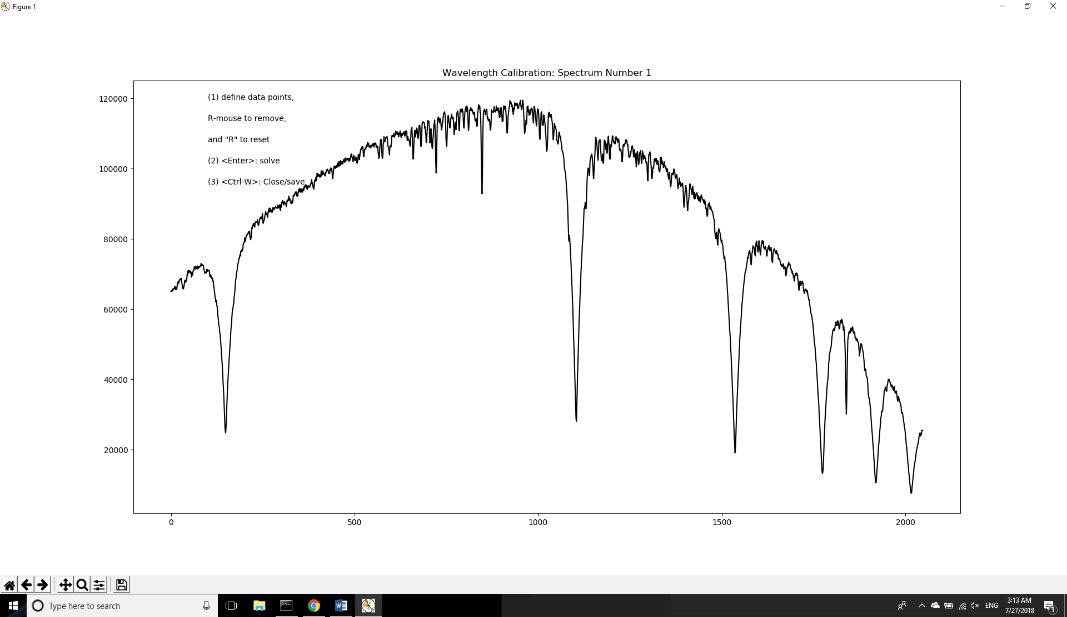 Figure 1
Wavelength Calibration: Spectrum Number 1
(1) define data points,
R-mouse to remove,
and "R" to reset
(2) <Enter>: solve
(3) <Ctrl-W>: Close/save
120000
100000
80000
60000
40000
20000
0 500 1000 1500 2000
Type here to search
ENG
3:13 AM
7/27/2018
1